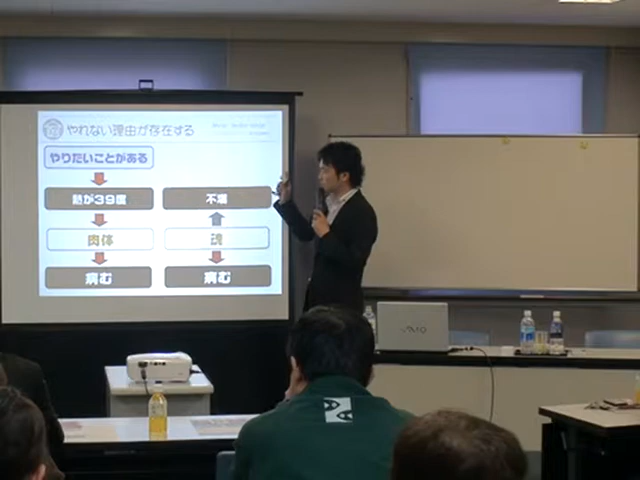 やれない理由が存在する
やりたいことがある
熱が39度
不壊
肉体
魂
病む
病む
VAIO